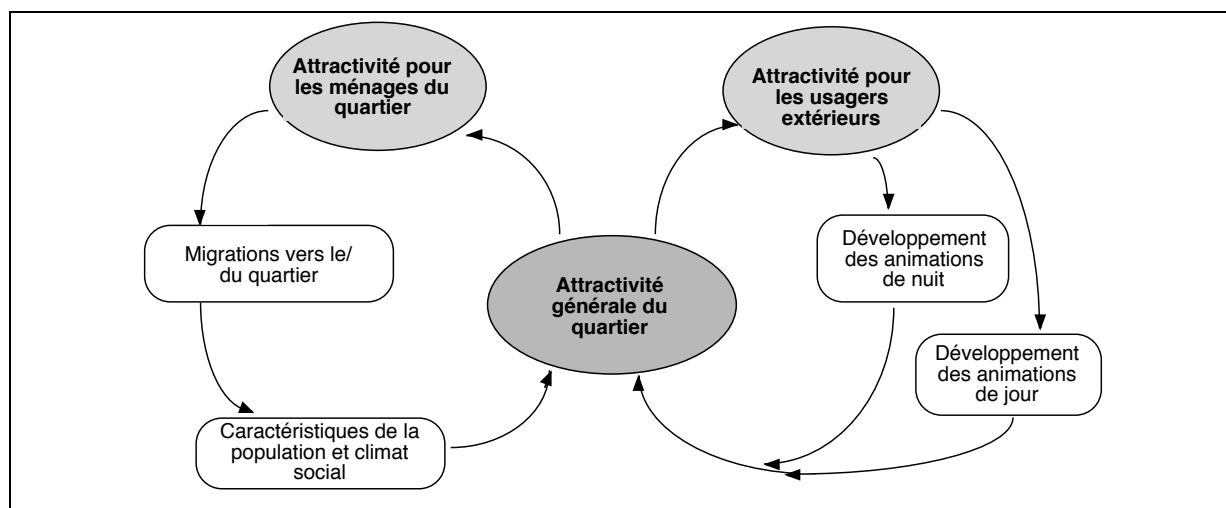 Attractivité pour
les ménages du
quartier
Attractivité pour
les usagers
extérieurs
Migrations vers le/
du quartier
Développement
des animations
de nuit
Attractivité
générale du
quartier
Développement
des animations
de jour
Caractéristiques de la
population et climat
social